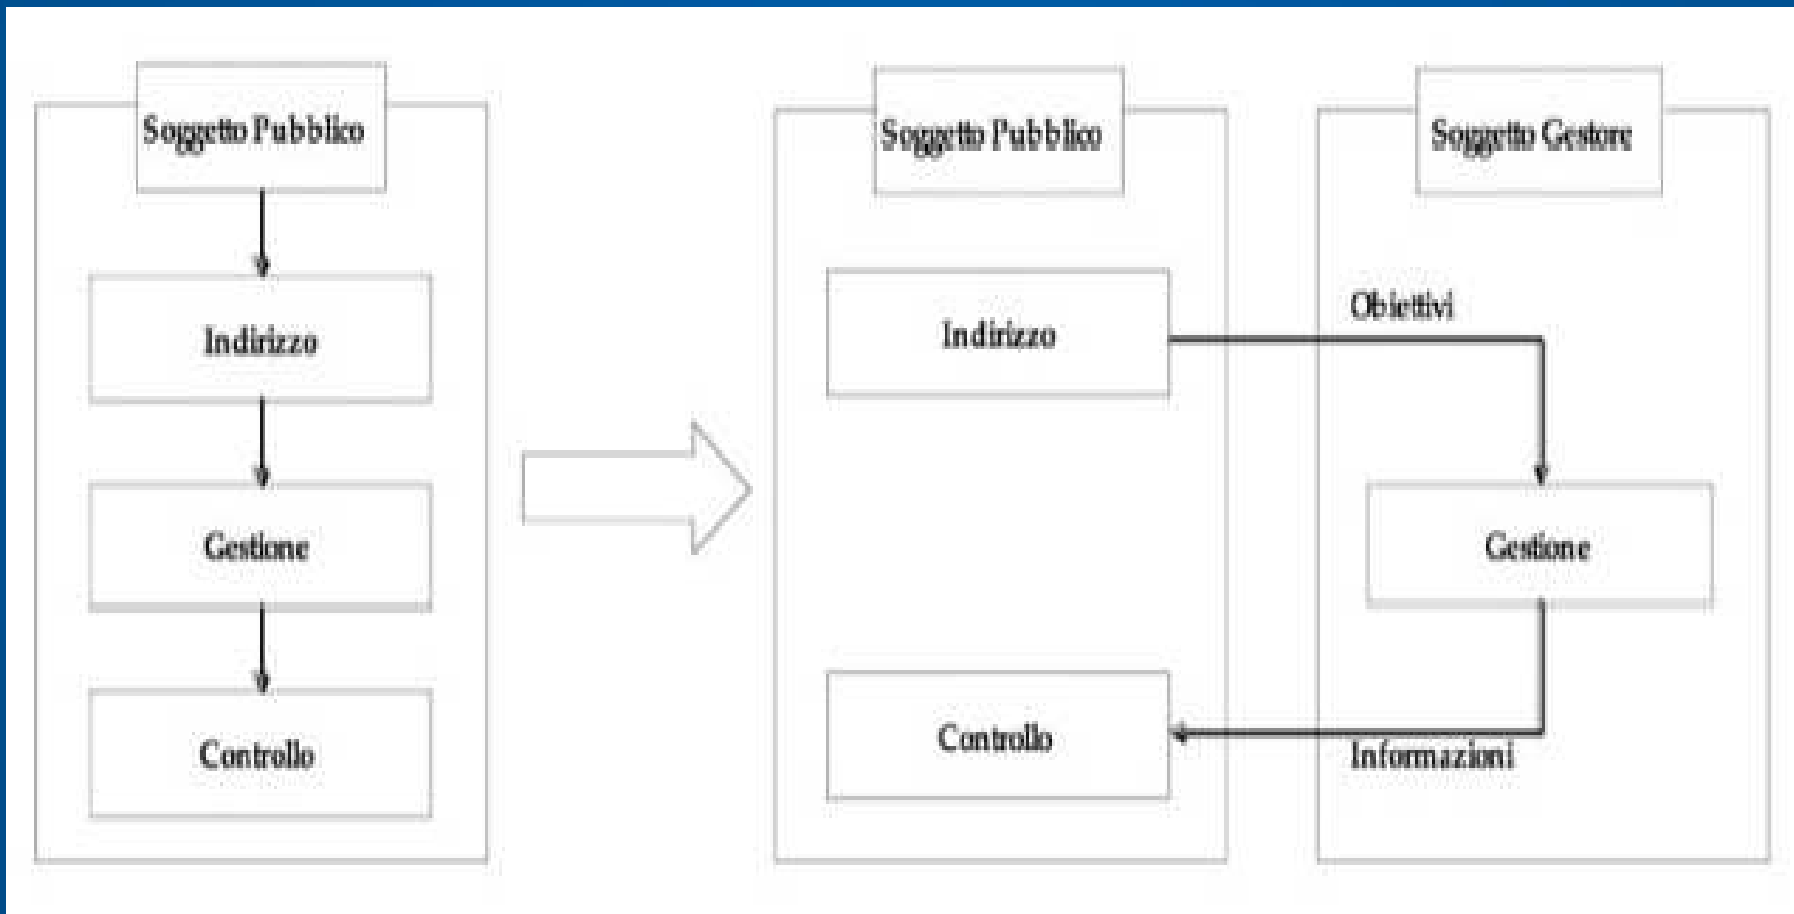 Soggetto Pubblico
Indirizzo
Gestione
Controllo
Soggetto Pubblico
Indirizzo
Controllo
Obiettivi
Informazioni
Soggetto Gestore
Gestione